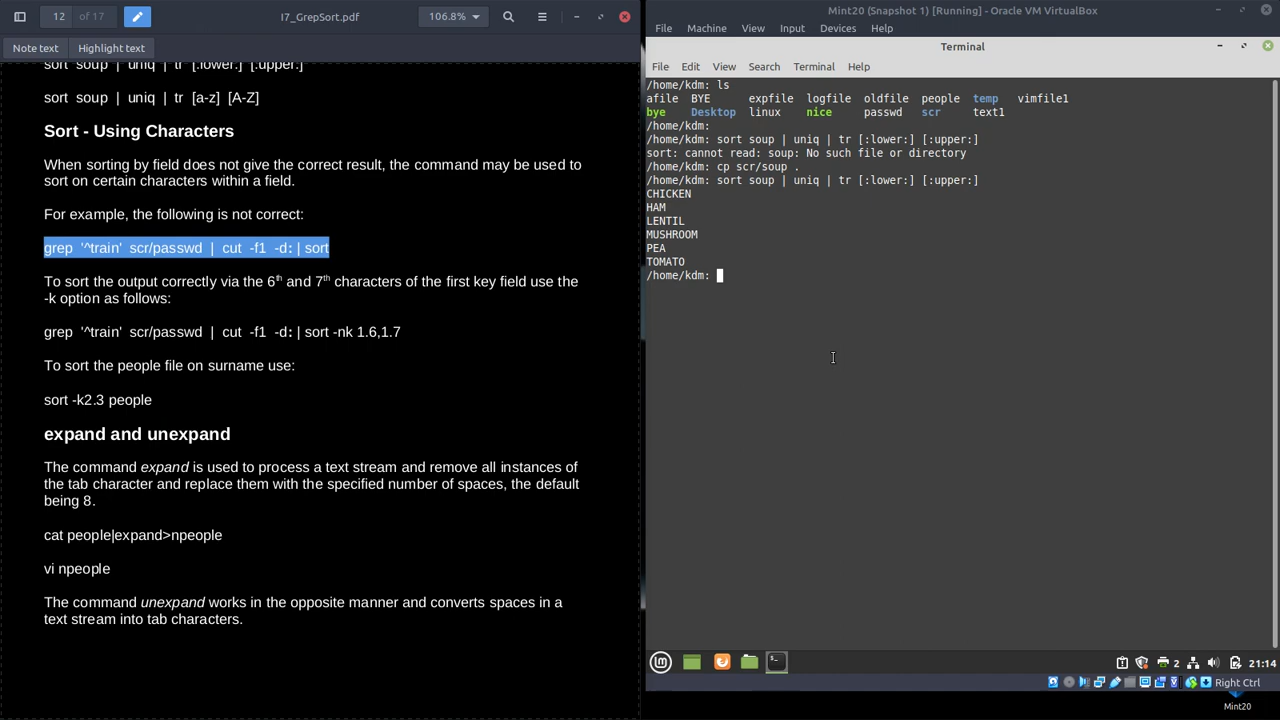 12 of 17
I7_GrepSort.pdf
106.8%
Note text
Highlight text
sort soup | uniq | tr [:lower:] [:upper:]
sort soup | uniq | tr [a-z] [A-Z]
Sort - Using Characters
When sorting by field does not give the correct result, the command may be used to
sort on certain characters within a field.
For example, the following is not correct:
grep '^train' scr/passwd | cut -f1 -d: | sort
To sort the output correctly via the 6th and 7th characters of the first key field use the
-k option as follows:
grep '^train' scr/passwd | cut -f1 -d: | sort -nk 1.6,1.7
To sort the people file on surname use:
sort -k2.3 people
expand and unexpand
The command expand is used to process a text stream and remove all instances of
the tab character and replace them with the specified number of spaces, the default
being 8.
cat people|expand>npeople
vi npeople
The command unexpand works in the opposite manner and converts spaces in a
text stream into tab characters.
Mint20 (Snapshot 1) [Running] - Oracle VM VirtualBox
File Machine View Input Devices Help
Terminal
File Edit View Search Terminal Help
/home/kdm: ls
afile BYE expfile logfile oldfile people temp vimfile1
bye Desktop linux nice passwd scr text1
/home/kdm:
/home/kdm: sort soup | uniq | tr [:lower:] [:upper:]
sort: cannot read: soup: No such file or directory
/home/kdm: cp scr/soup .
/home/kdm: sort soup | uniq | tr [:lower:] [:upper:]
CHICKEN
HAM
LENTIL
MUSHROOM
PEA
TOMATO
/home/kdm:
2
21:14
Right Ctrl
Mint20